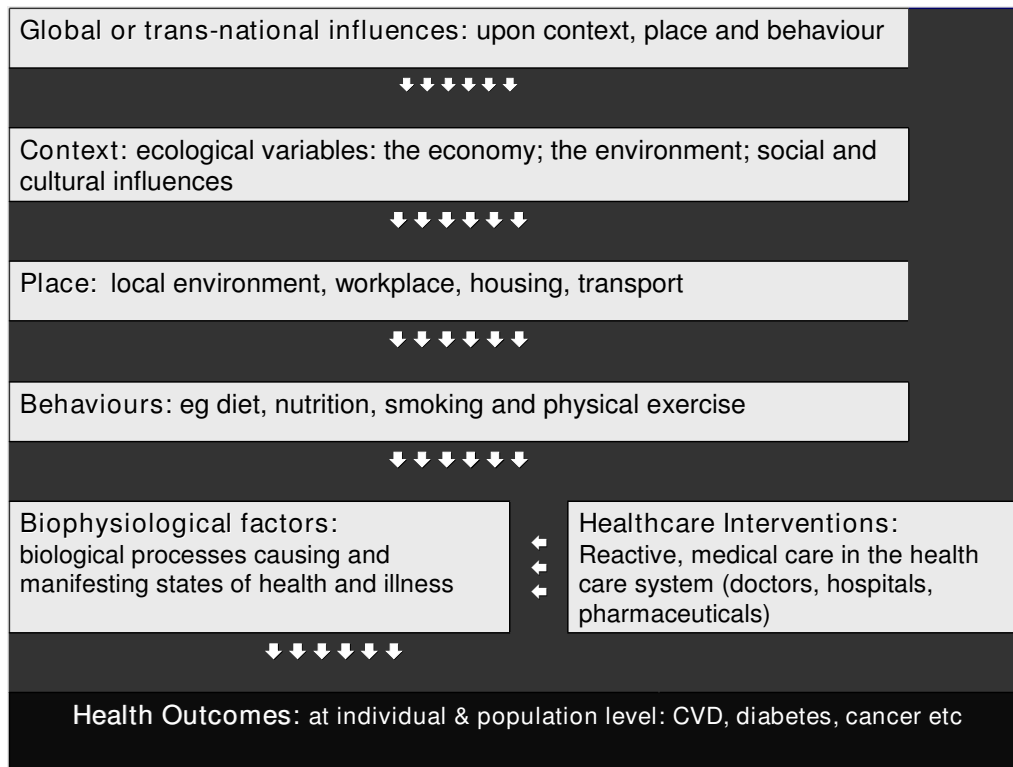 Global or trans-national influences: upon context, place and behaviour
Context: ecological variables: the economy; the environment; social and
cultural influences
Place: local environment, workplace, housing, transport
Behaviours: eg diet, nutrition, smoking and physical exercise
Biophysiological factors:
biological processes causing and
manifesting states of health and illness
Healthcare Interventions:
Reactive, medical care in the health
care system (doctors, hospitals,
pharmaceuticals)
Health Outcomes: at individual & population level: CVD, diabetes, cancer etc